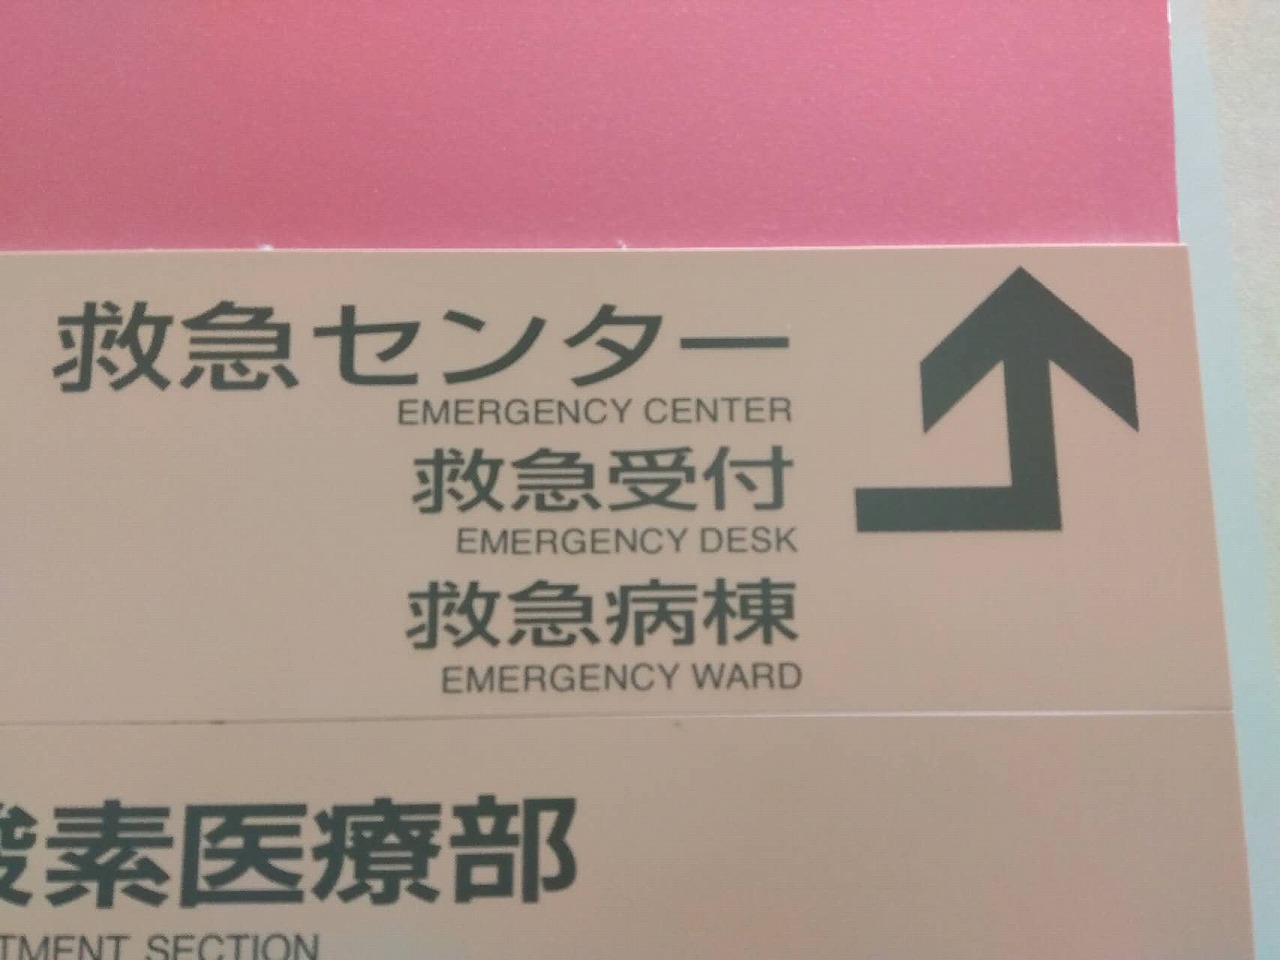 救急センター
EMERGENCY CENTER
救急受付
EMERGENCY DESK
救急病棟
EMERGENCY WARD
酸素医療部
TMENT SECTION